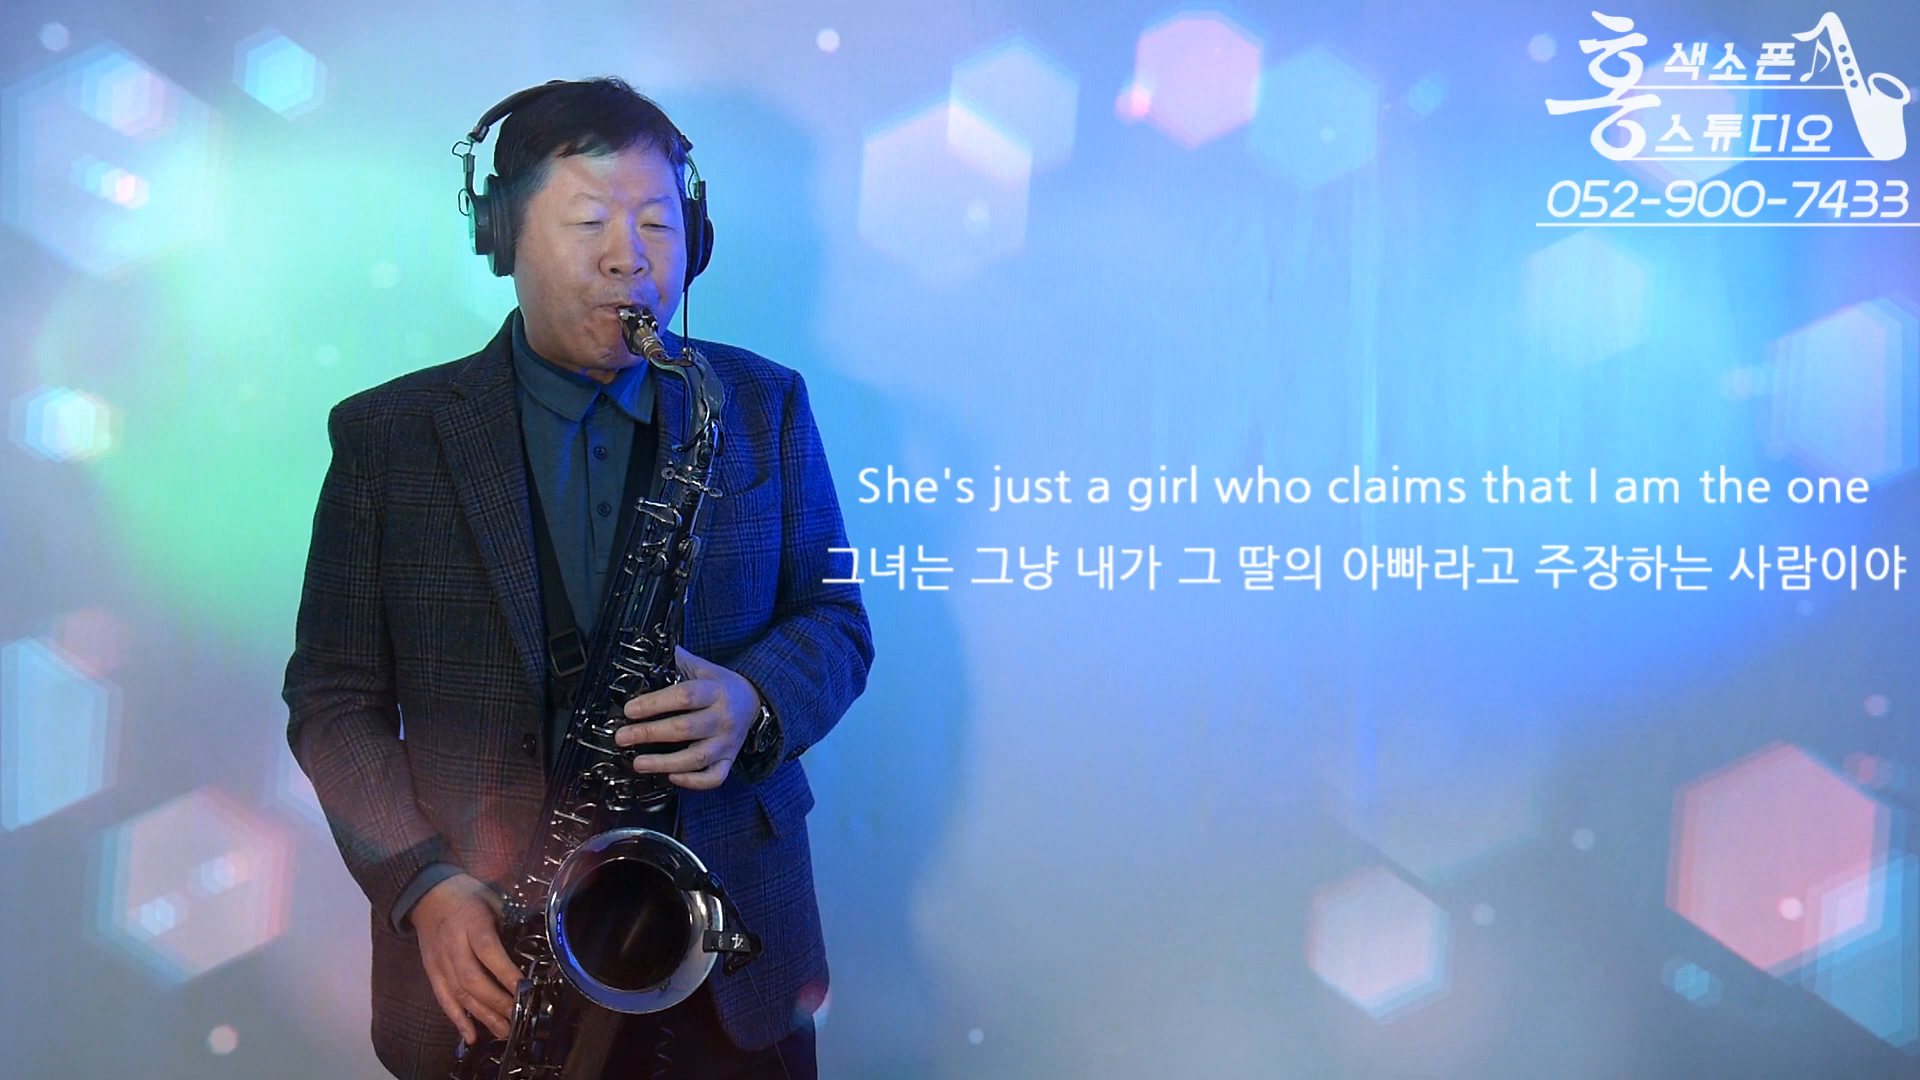 홍 색소폰
스튜디오
052-900-7433
She's just a girl who claims that I am the one
그녀는 그냥 내가 그 딸의 아빠라고 주장하는 사람이야